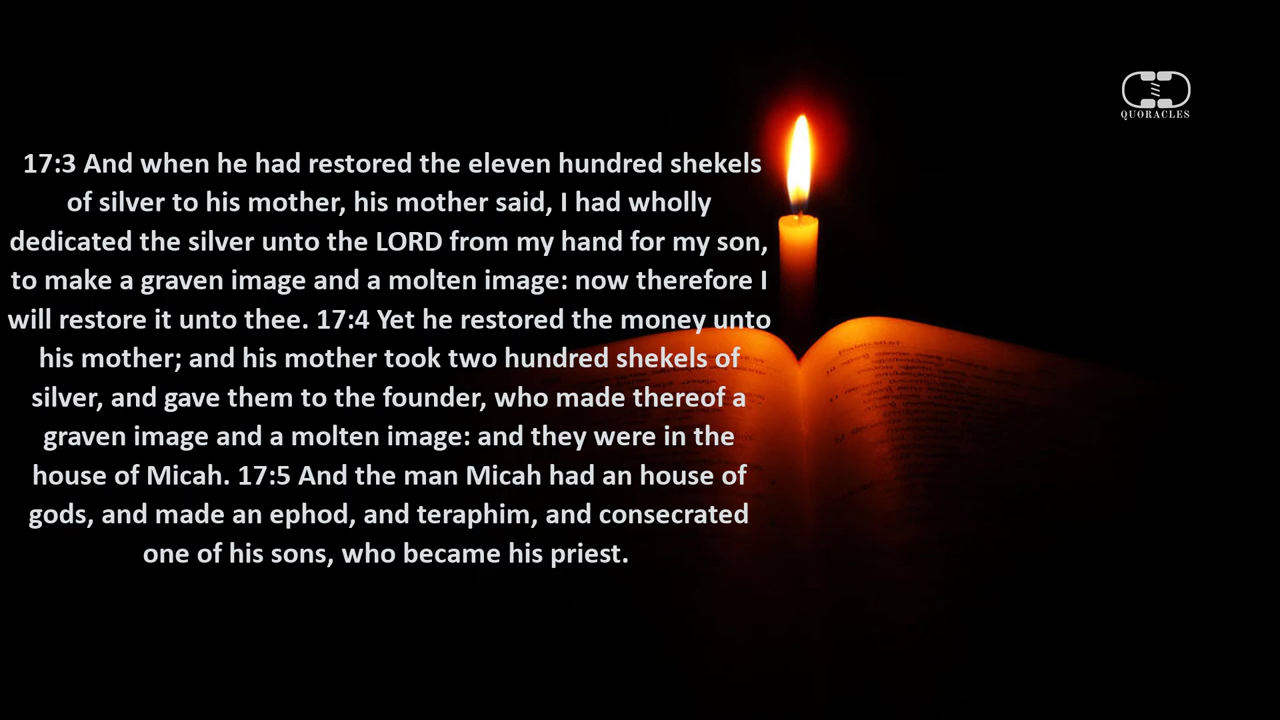 QUORACLES
17:3 And when he had restored the eleven hundred shekels
of silver to his mother, his mother said, I had wholly
dedicated the silver unto the LORD from my hand for my son,
to make a graven image and a molten image: now therefore I
will restore it unto thee. 17:4 Yet he restored the money unto
his mother; and his mother took two hundred shekels of
silver, and gave them to the founder, who made thereof a
graven image and a molten image: and they were in the
house of Micah. 17:5 And the man Micah had an house of
gods, and made an ephod, and teraphim, and consecrated
one of his sons, who became his priest.